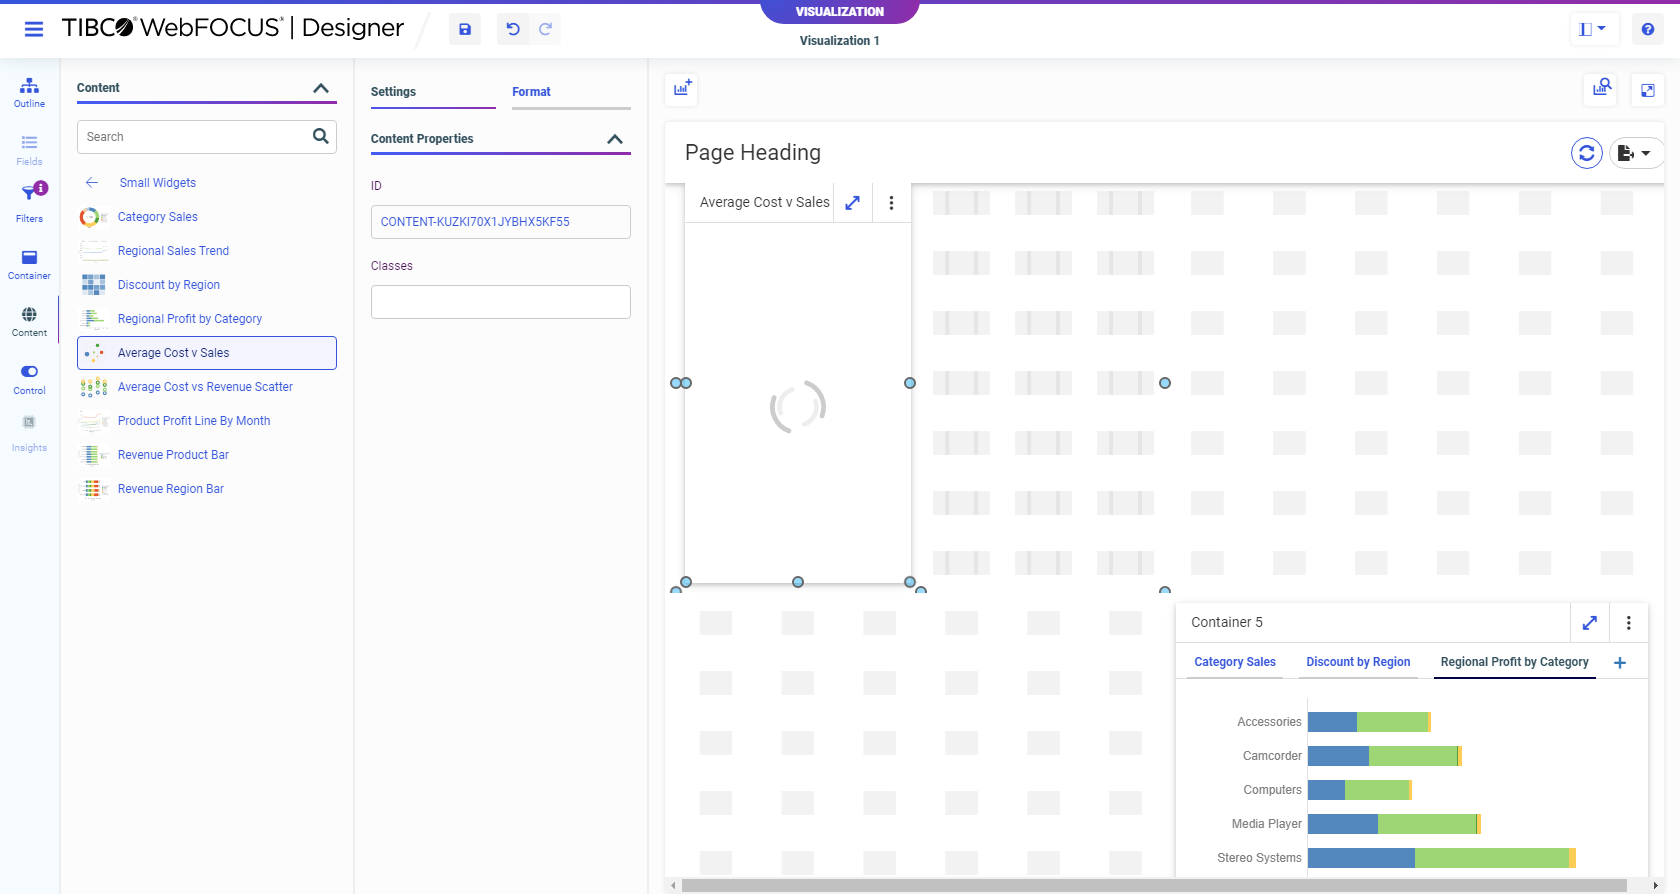 VISUALIZATION
TIBCO® WebFOCUS® | Designer
Visualization 1
Outline
Fields
i
Filters
Container
Content
Control
Insights
Content
Search
Small Widgets
Category Sales
Regional Sales Trend
Discount by Region
Regional Profit by Category
Average Cost v Sales
Average Cost vs Revenue Scatter
Product Profit Line By Month
Revenue Product Bar
Revenue Region Bar
Settings
Format
Content Properties
ID
CONTENT-KUZKI70X1JYBHX5KF55
Classes
Page Heading
Average Cost v Sales
Container 5
Category Sales
Discount by Region
Regional Profit by Category
Accessories
Camcorder
Computers
Media Player
Stereo Systems